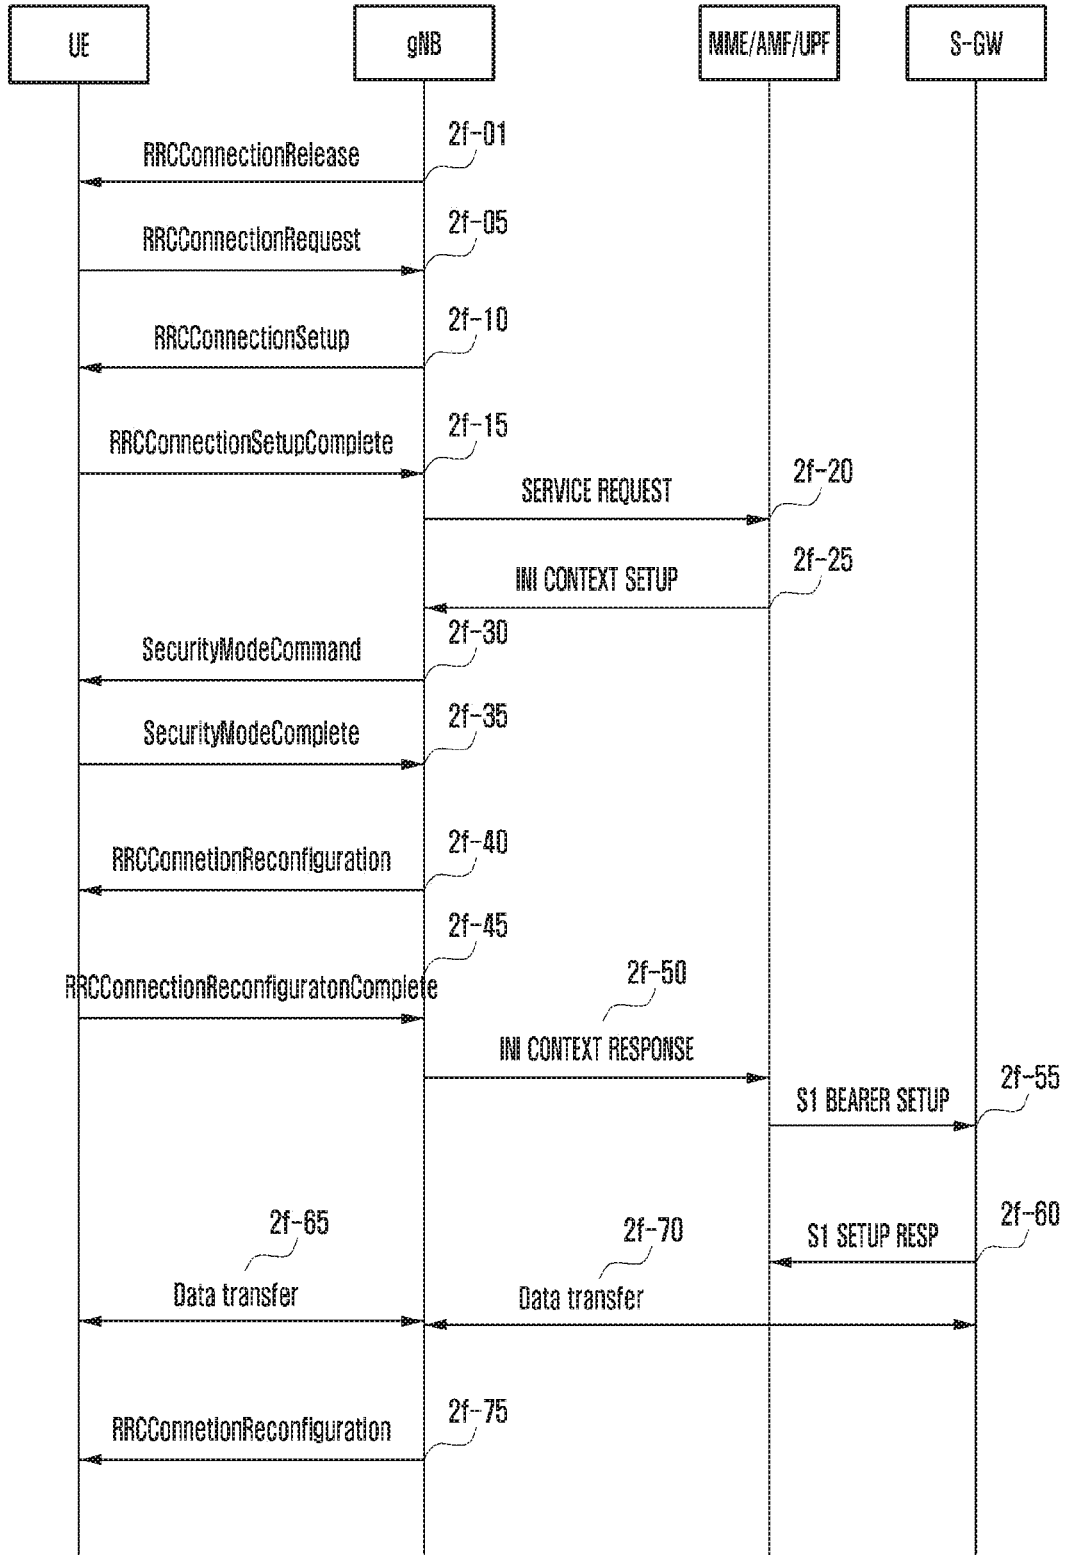 UE
gNB
MME/AMF/UPF
S-GW
2f-01
RRCConnectionRelease
2f-05
RRCConnectionRequest
2f-10
RRCConnectionSetup
2f-15
RRCConnectionSetupComplete
2f-20
SERVICE REQUEST
2f-25
INI CONTEXT SETUP
2f-30
SecurityModeCommand
2f-35
SecurityModeComplete
2f-40
RRCConnetionReconfiguration
2f-45
RRCConnectionReconfiguratonComplete
2f-50
INI CONTEXT RESPONSE
2f-55
S1 BEARER SETUP
2f-60
S1 SETUP RESP
2f-65
Data transfer
2f-70
Data transfer
2f-75
RRCConnetionReconfiguration